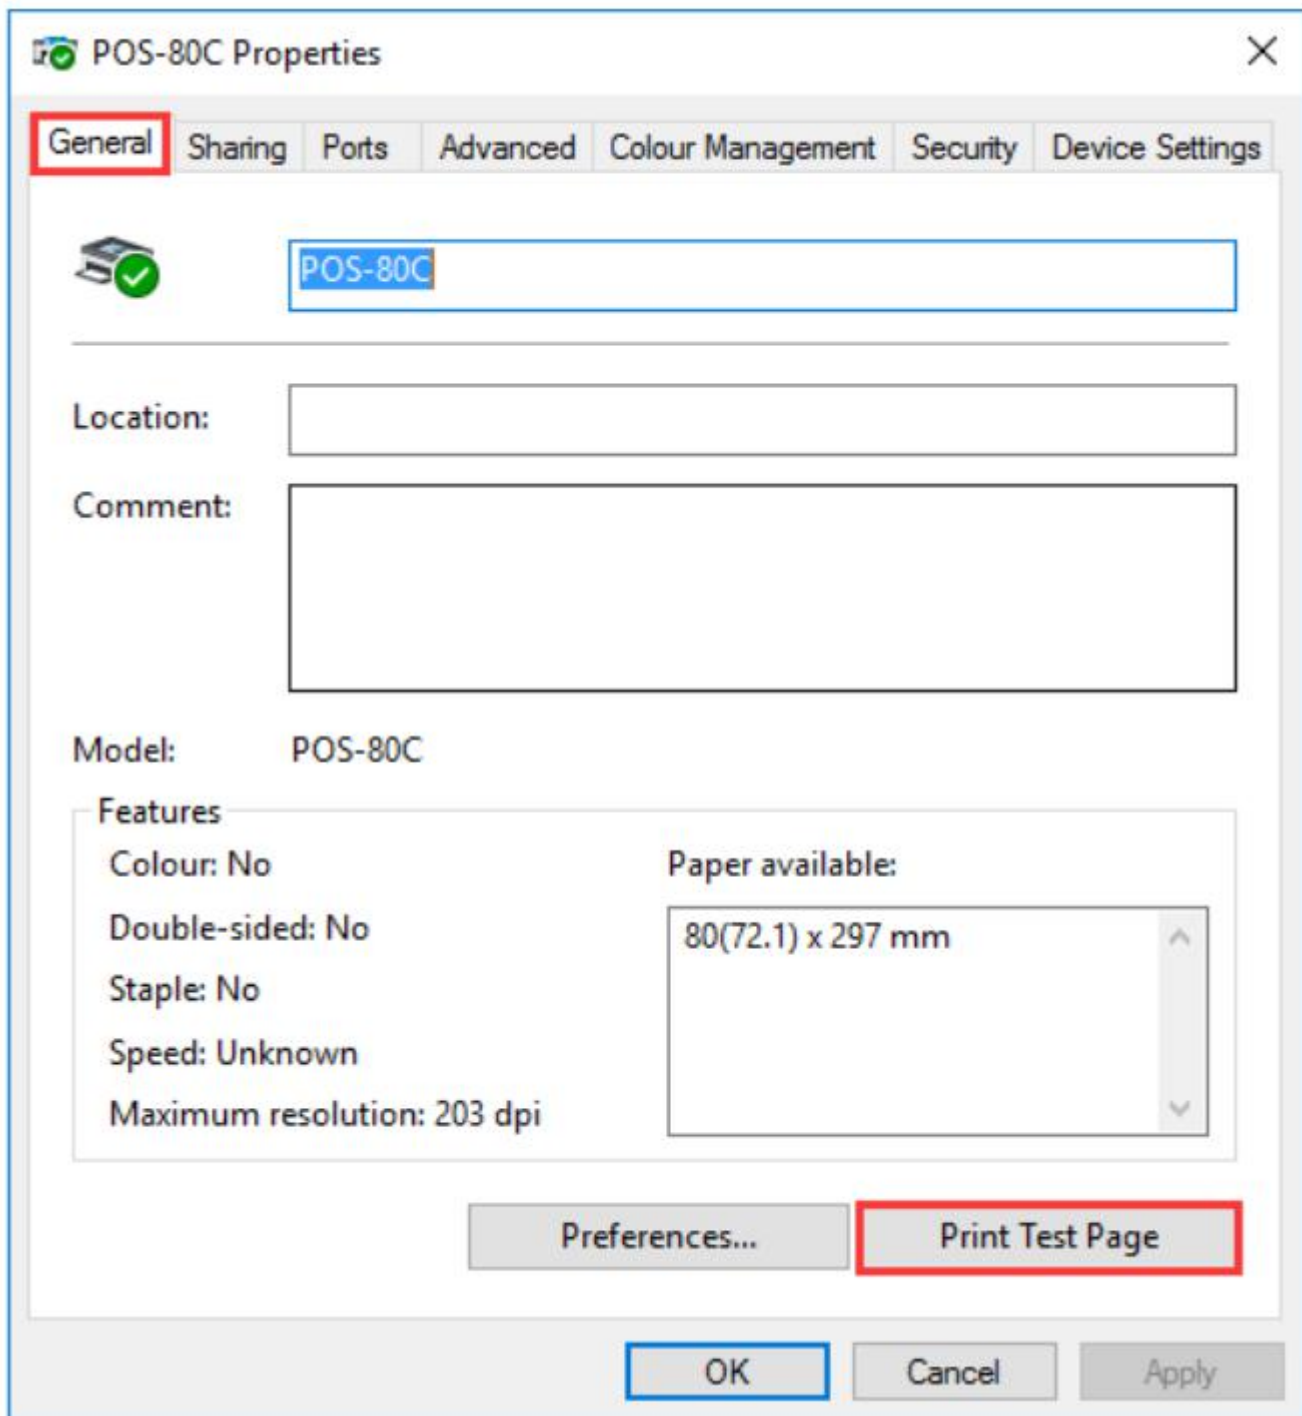 POS-80C Properties
General Sharing Ports Advanced Colour Management Security Device Settings
POS-80C
Location:
Comment:
Model: POS-80C
Features
Colour: No
Paper available:
Double-sided: No
80(72.1) x 297 mm
Staple: No
Speed: Unknown
Maximum resolution: 203 dpi
Preferences... Print Test Page
OK Cancel Apply